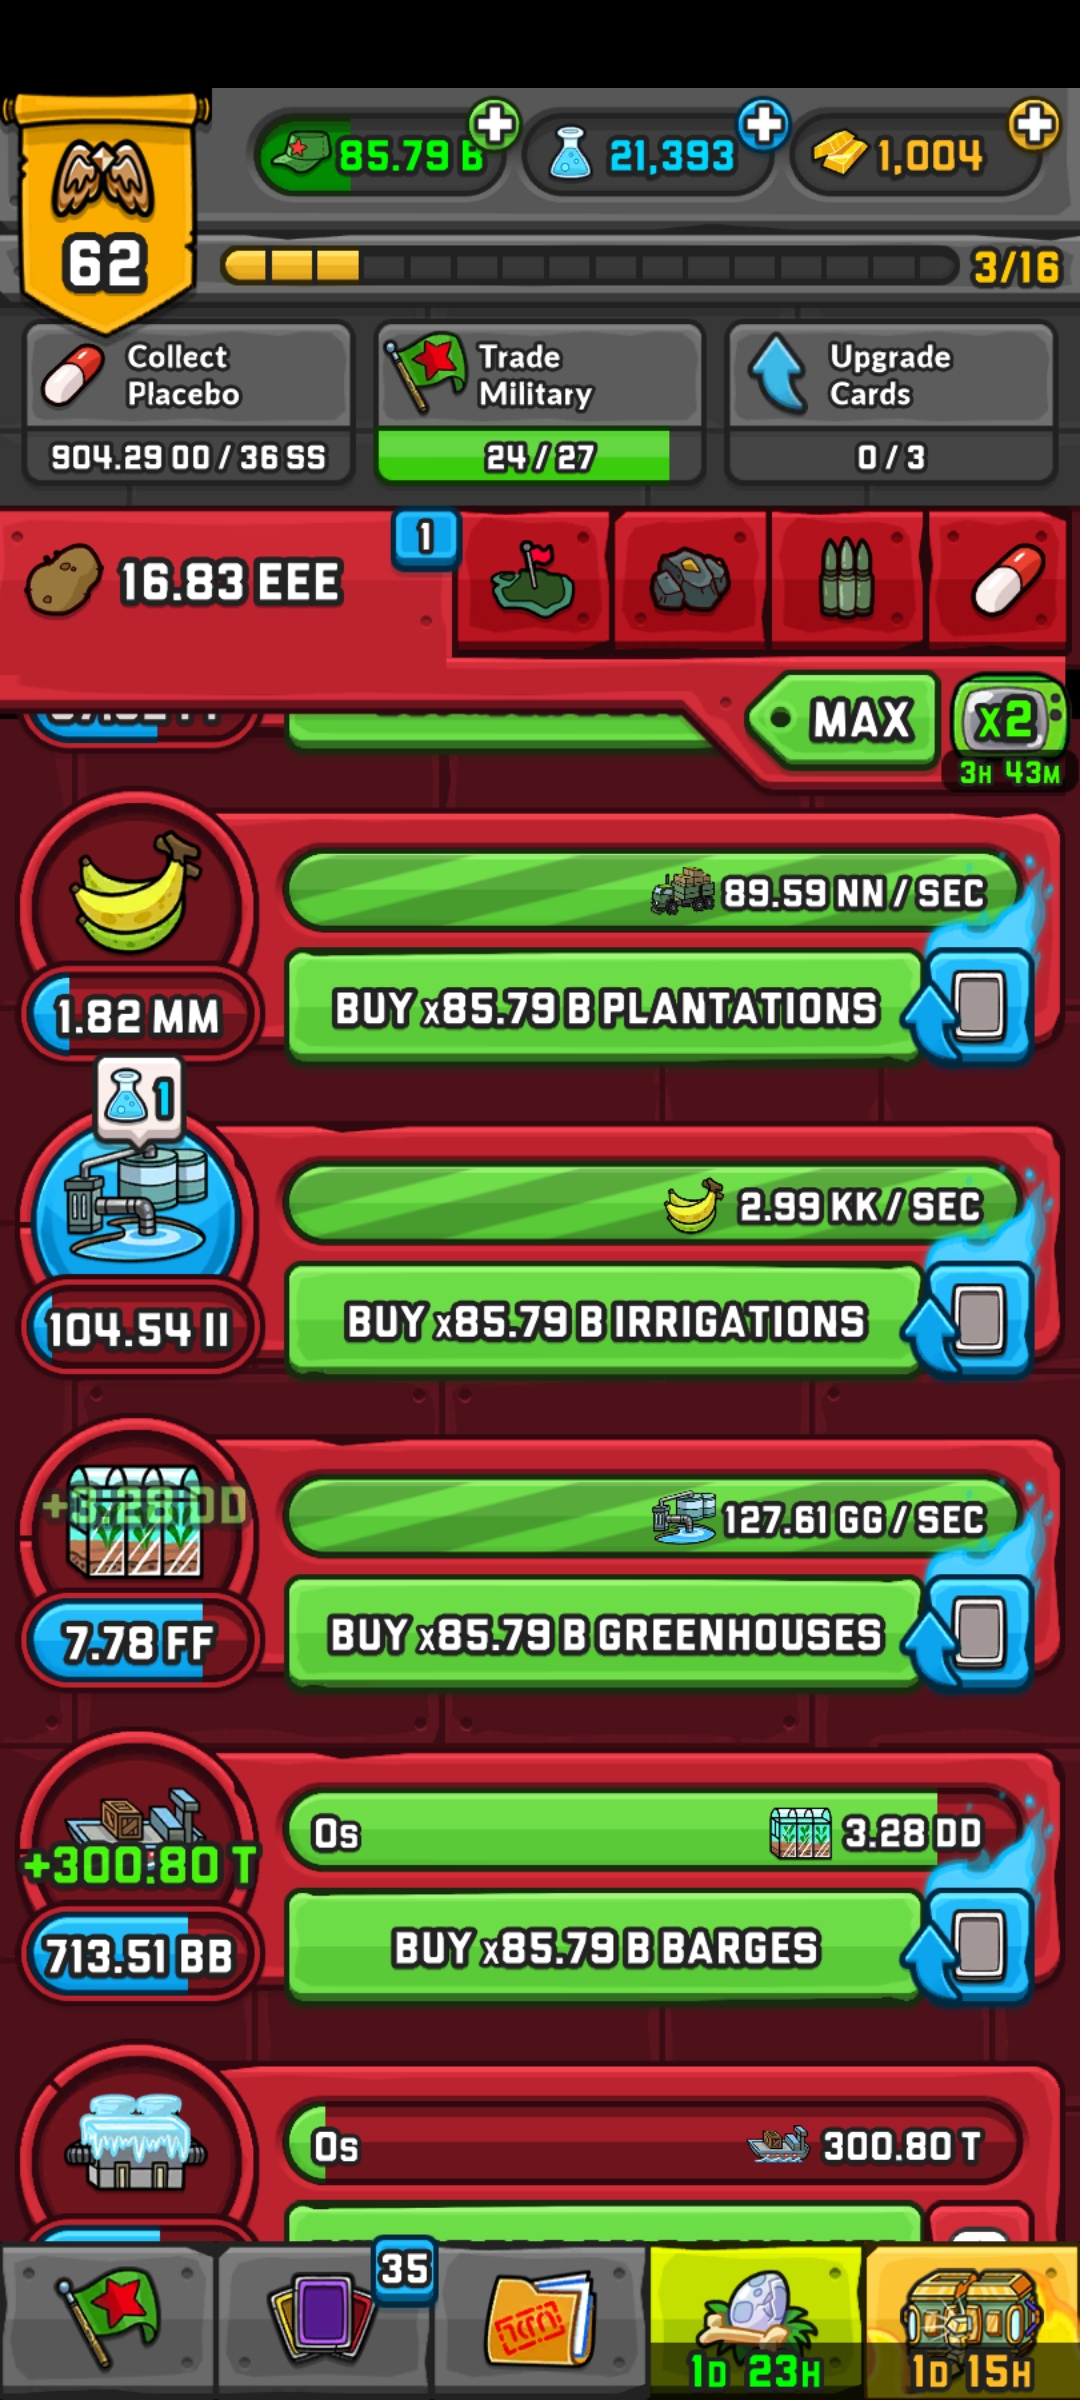 85.79 B
21,393
1,004
62
3/16
Collect
Placebo
904.29 OO / 36 SS
Trade
Military
24 / 27
Upgrade
Cards
0 / 3
16.83 EEE
1
MAX
x2
3H 43M
89.59 NN / SEC
1.82 MM
BUY x85.79 B PLANTATIONS
1
2.99 KK / SEC
104.54 II
BUY x85.79 B IRRIGATIONS
+3.28 DD
127.61 GG / SEC
7.78 FF
BUY x85.79 B GREENHOUSES
0s
3.28 DD
+300.80 T
713.51 BB
BUY x85.79 B BARGES
0s
300.80 T
35
1D 23H
1D 15H